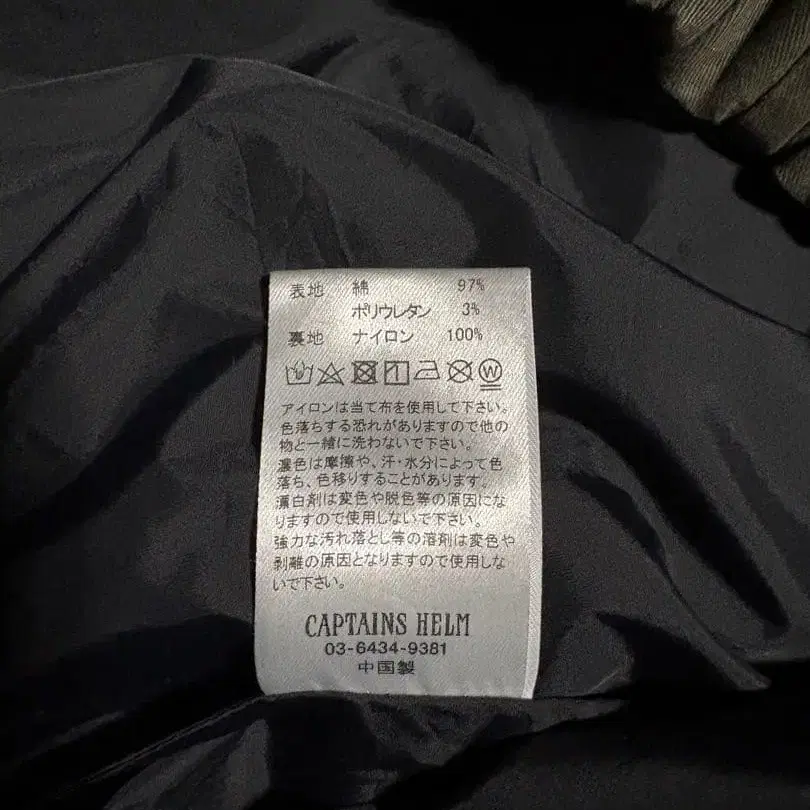 表地 綿 97%
ポリウレタン 3%
裏地 ナイロン 100%
W
アイロンは当て布を使用して下さい。
色落ちする恐れがありますので他の
物と一緒に洗わないで下さい。
濃色は摩擦や、汗・水分によって色
落ち、色移りすることがあります。
漂白剤は変色や脱色等の原因にな
りますので使用しないで下さい。
強力な汚れ落とし等の溶剤は変色や
剥離の原因となりますので使用しな
いで下さい。
CAPTAINS HELM
03-6434-9381
中国製